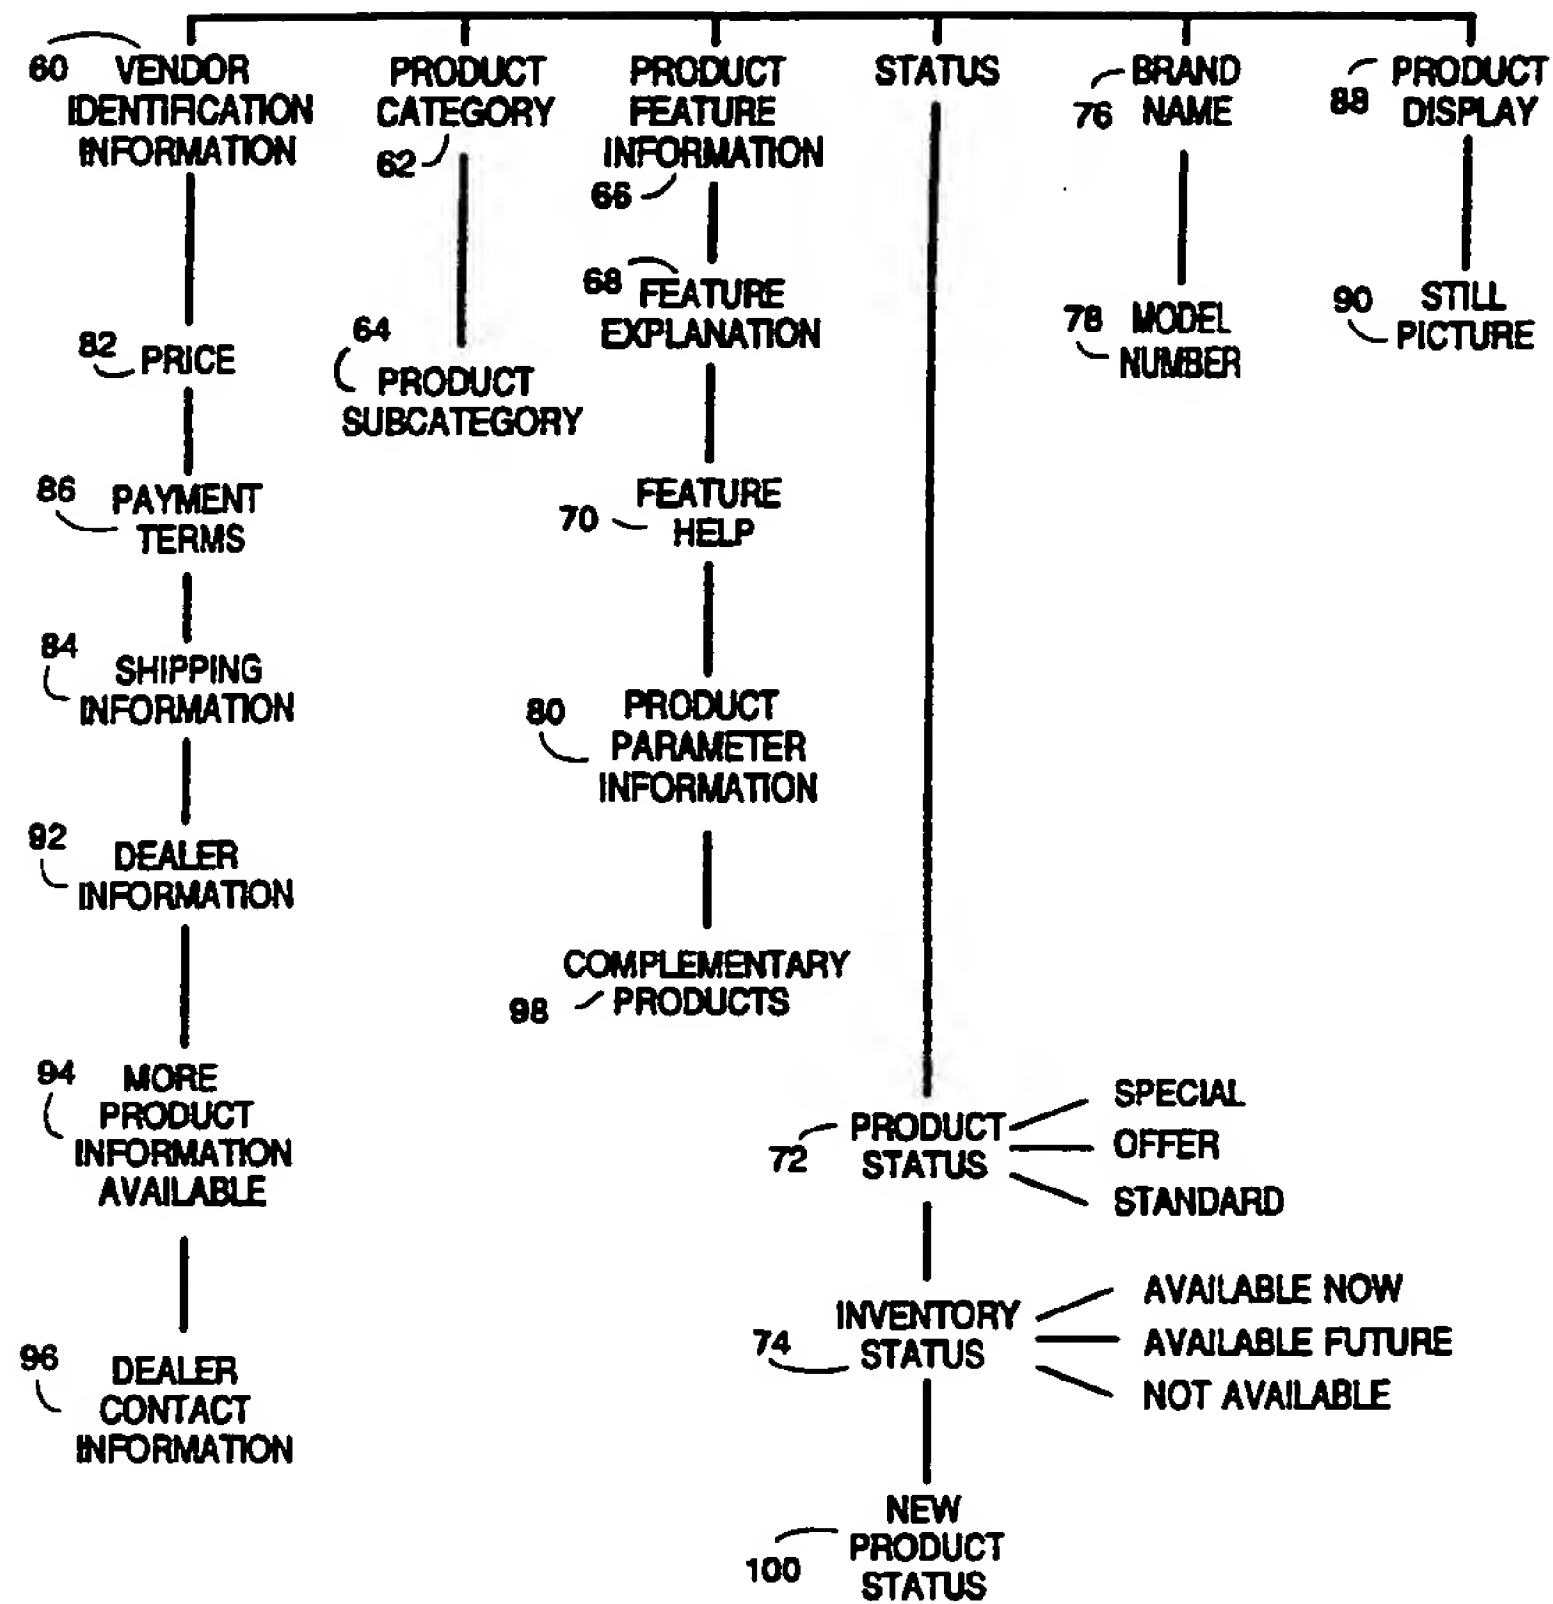 60
VENDOR
IDENTIFICATION
INFORMATION
82
PRICE
86
PAYMENT
TERMS
84
SHIPPING
INFORMATION
92
DEALER
INFORMATION
94
MORE
PRODUCT
INFORMATION
AVAILABLE
96
DEALER
CONTACT
INFORMATION
PRODUCT
CATEGORY
62
64
PRODUCT
SUBCATEGORY
PRODUCT
FEATURE
INFORMATION
66
68
FEATURE
EXPLANATION
70
FEATURE
HELP
80
PRODUCT
PARAMETER
INFORMATION
COMPLEMENTARY
98 PRODUCTS
STATUS
72
PRODUCT
STATUS
SPECIAL
OFFER
STANDARD
74
INVENTORY
STATUS
AVAILABLE NOW
AVAILABLE FUTURE
NOT AVAILABLE
100
NEW
PRODUCT
STATUS
76
BRAND
NAME
78
MODEL
NUMBER
88
PRODUCT
DISPLAY
90
STILL
PICTURE